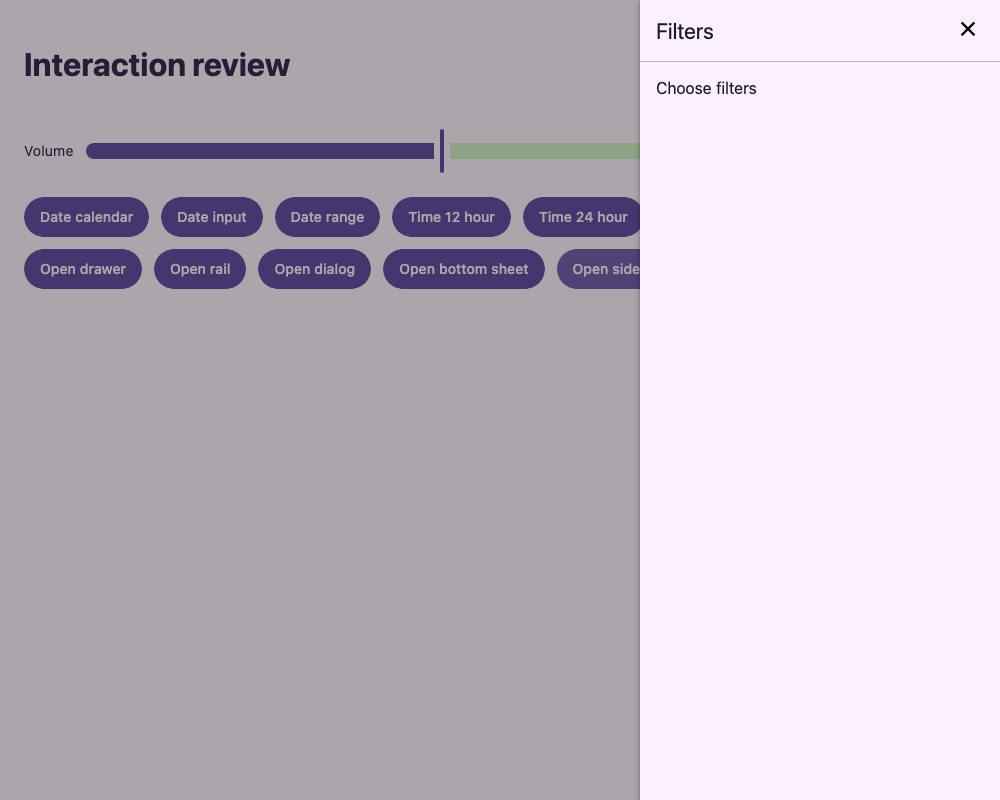 Interaction review
Volume
Date calendar Date input Date range Time 12 hour Time 24 hour
Open drawer Open rail Open dialog Open bottom sheet Open side
Filters
Choose filters